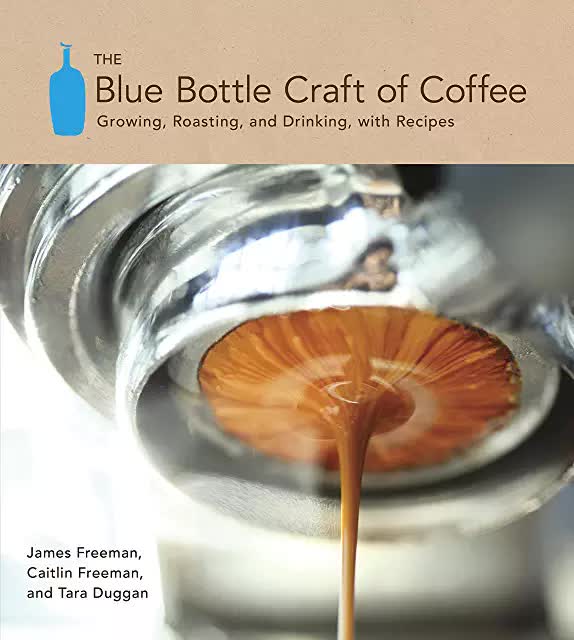 THE
Blue Bottle Craft of Coffee
Growing, Roasting, and Drinking, with Recipes
James Freeman,
Caitlin Freeman,
and Tara Duggan